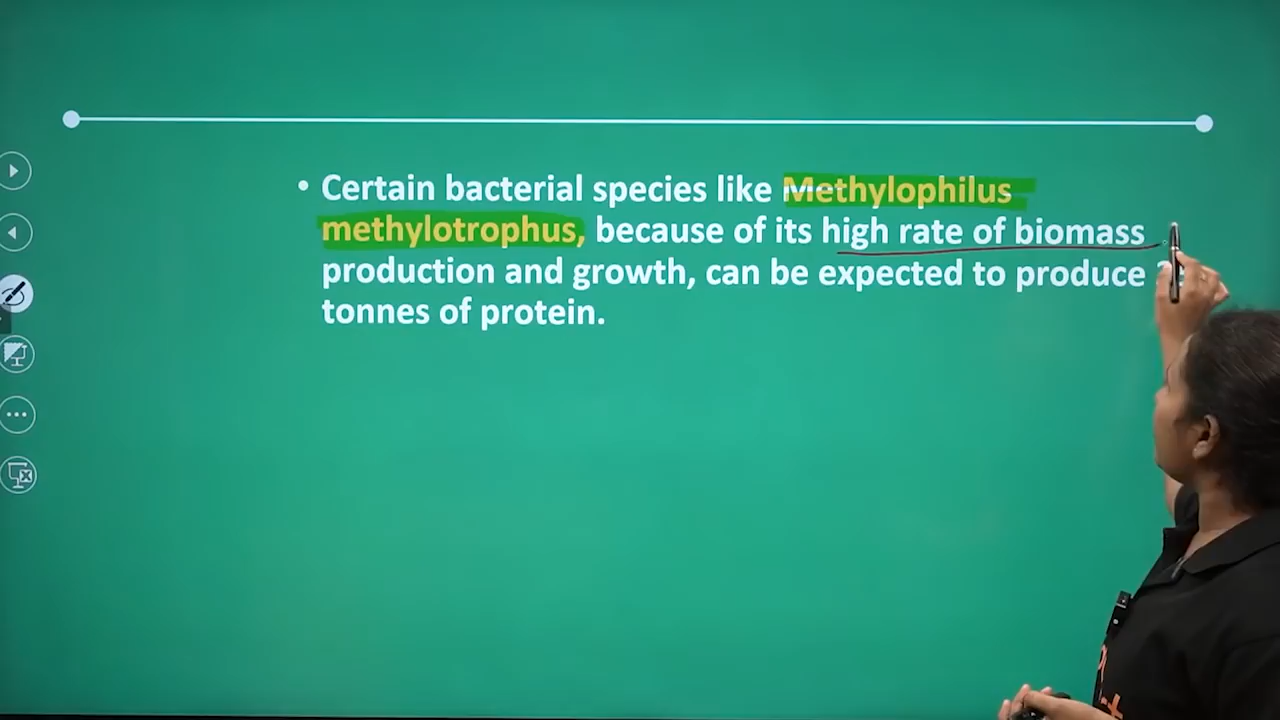 • Certain bacterial species like Methylophilus
methylotrophus, because of its high rate of biomass
production and growth, can be expected to produce
tonnes of protein.